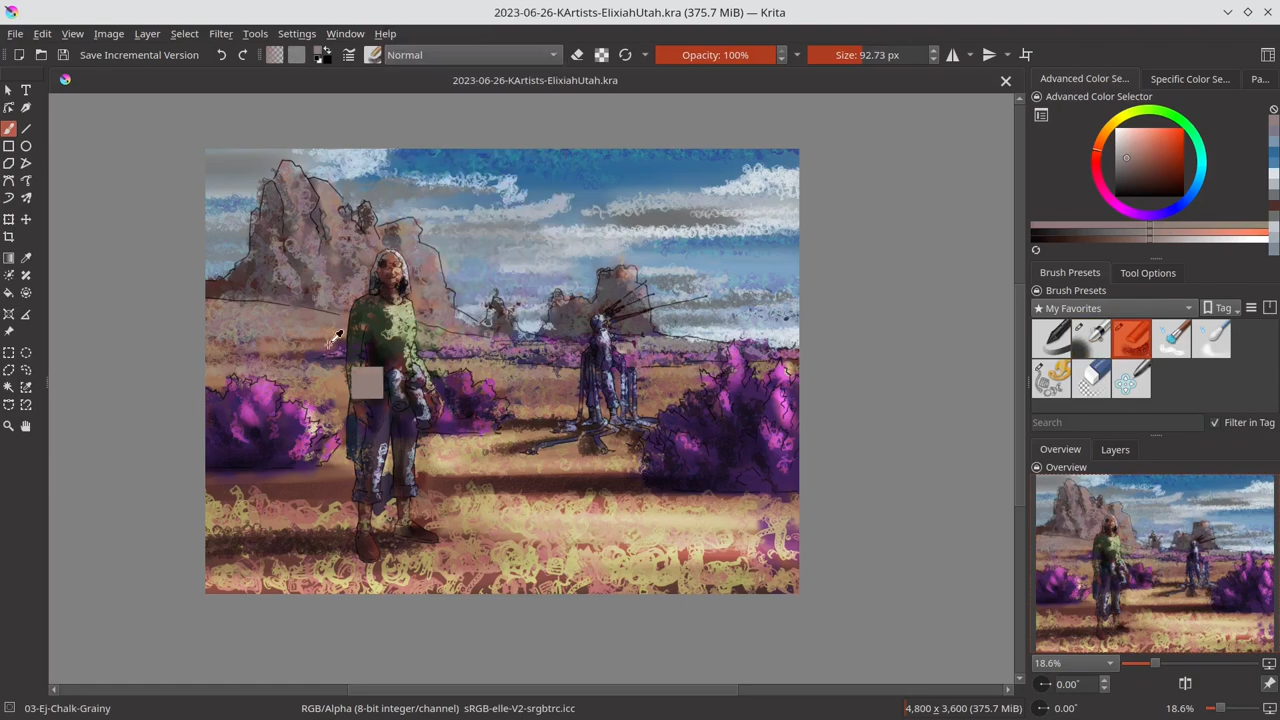 2023-06-26-KArtists-ElixiahUtah.kra (375.7 MiB) — Krita
File Edit View Image Layer Select Filter Tools Settings Window Help
Save Incremental Version Normal Opacity: 100% Size: 92.73 px
2023-06-26-KArtists-ElixiahUtah.kra
Advanced Color Se... Specific Color Se... Pa...
Advanced Color Selector
Brush Presets Tool Options
Brush Presets
★ My Favorites Tag
Search Filter in Tag
Overview Layers
Overview
18.6%
0.00°
03-Ej-Chalk-Grainy RGB/Alpha (8-bit integer/channel) sRGB-elle-V2-srgbtrc.icc 4,800 x 3,600 (375.7 MiB) 0.00° 18.6%